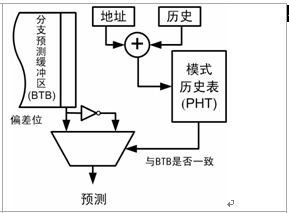 分支预测缓冲区
(BTB)
地址
历史
模式
历史表
(PHT)
偏差位
与BTB是否一致
预测